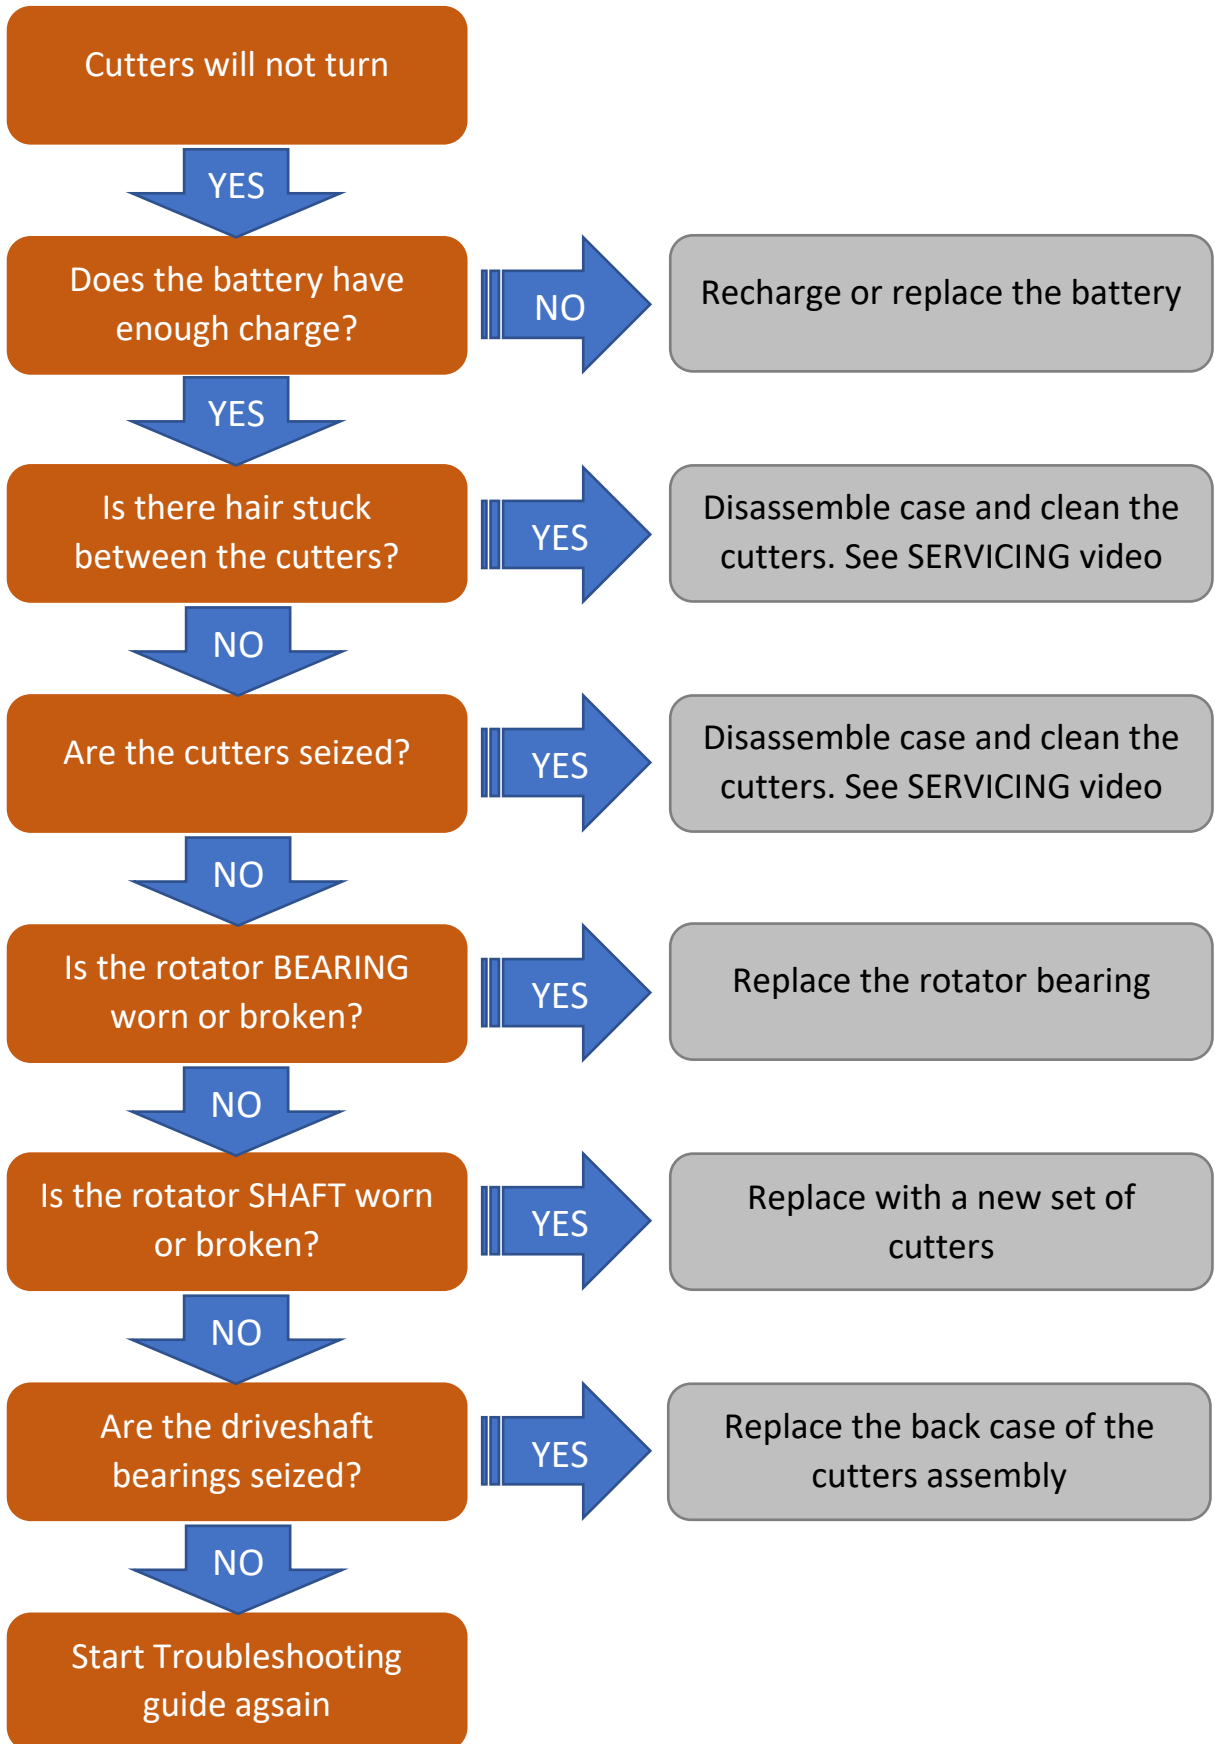 Cutters will not turn
YES
Does the battery have
enough charge?
NO
Recharge or replace the battery
YES
Is there hair stuck
between the cutters?
YES
Disassemble case and clean the
cutters. See SERVICING video
NO
Are the cutters seized?
YES
Disassemble case and clean the
cutters. See SERVICING video
NO
Is the rotator BEARING
worn or broken?
YES
Replace the rotator bearing
NO
Is the rotator SHAFT worn
or broken?
YES
Replace with a new set of
cutters
NO
Are the driveshaft
bearings seized?
YES
Replace the back case of the
cutters assembly
NO
Start Troubleshooting
guide agsain